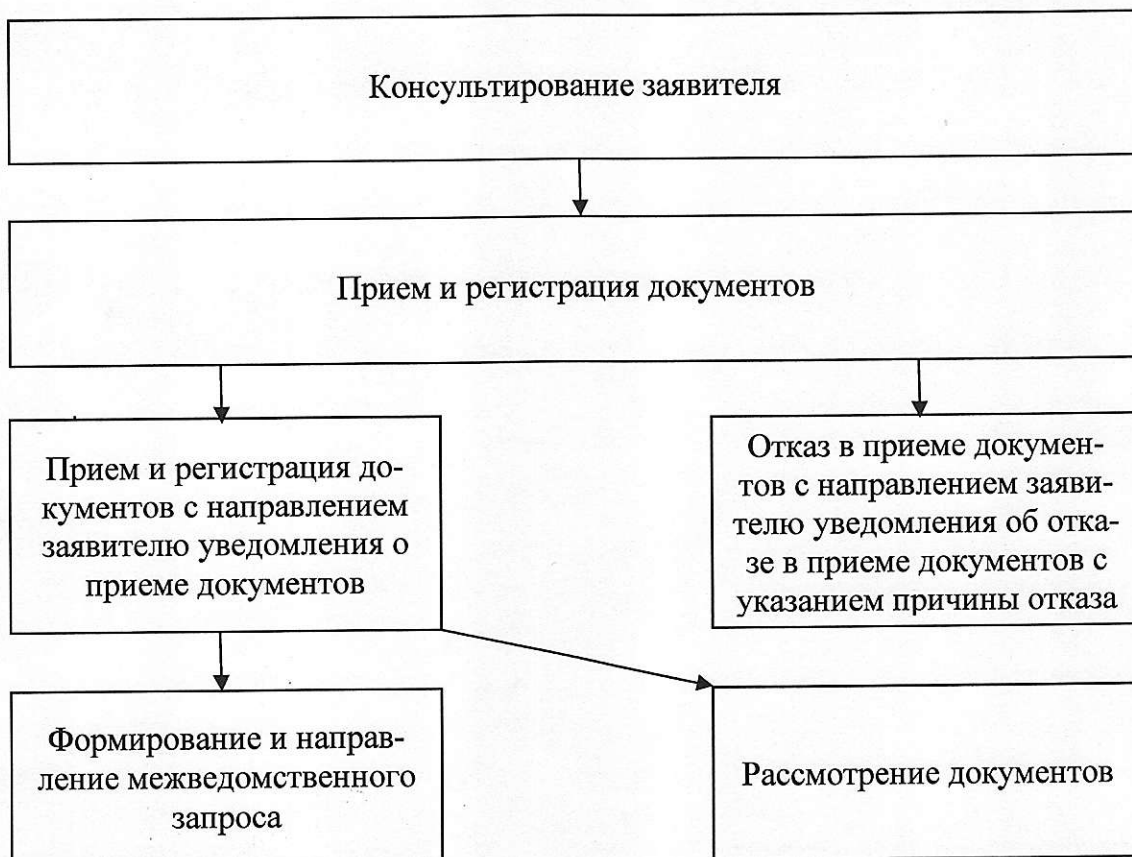 Консультирование заявителя
Прием и регистрация документов
Прием и регистрация до-
кументов с направлением
заявителю уведомления о
приеме документов
Отказ в приеме докумен-
тов с направлением заяви-
телю уведомления об отка-
зе в приеме документов с
указанием причины отказа
Формирование и направ-
ление межведомственного
запроса
Рассмотрение документов